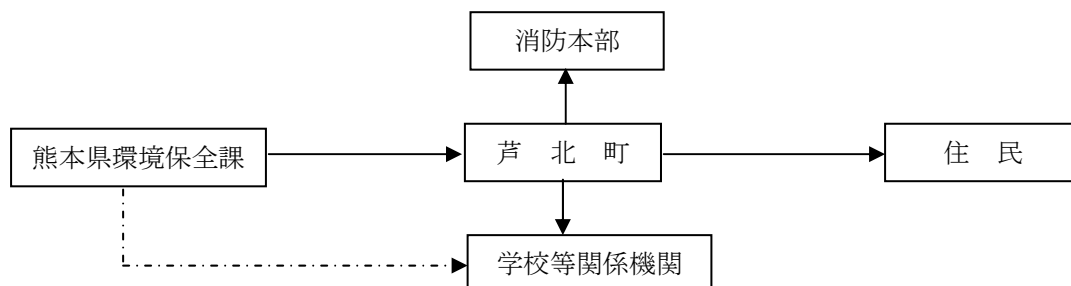 消防本部
熊本県環境保全課
芦　北　町
住　民
学校等関係機関